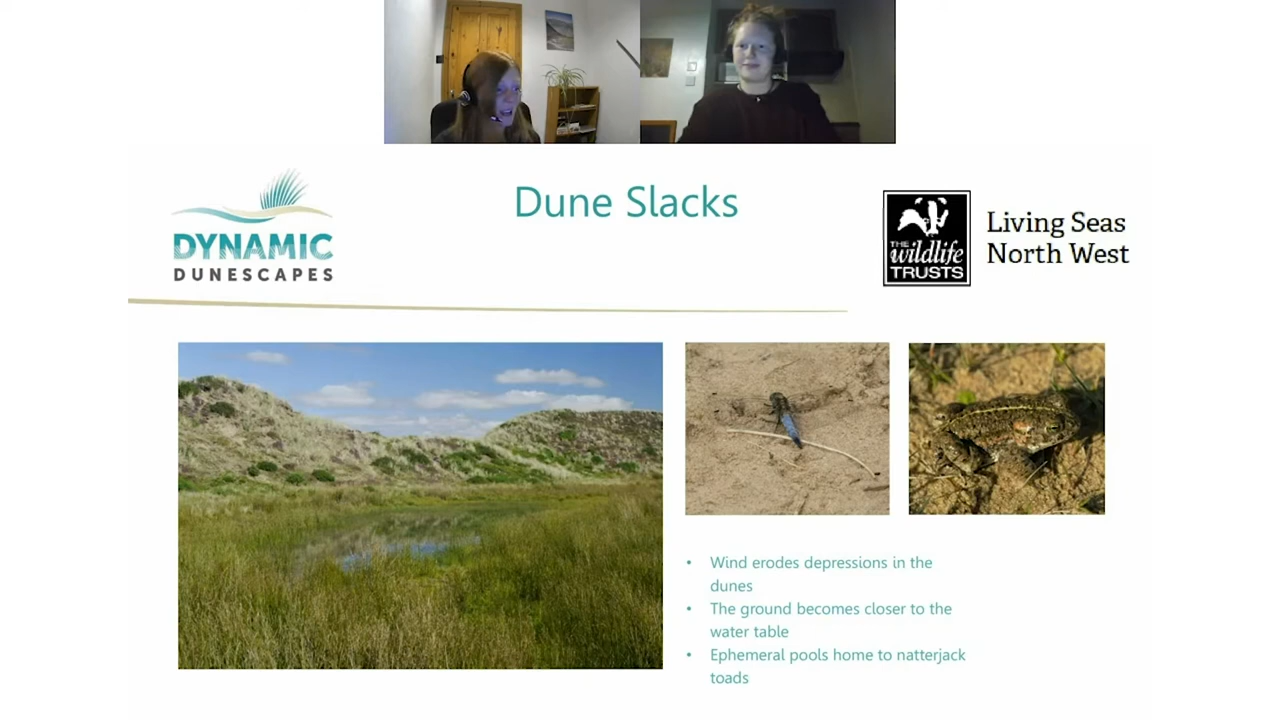 Dune Slacks
DYNAMIC
DUNESCAPES
THE
wildlife
TRUSTS
Living Seas
North West
• Wind erodes depressions in the
dunes
• The ground becomes closer to the
water table
• Ephemeral pools home to natterjack
toads